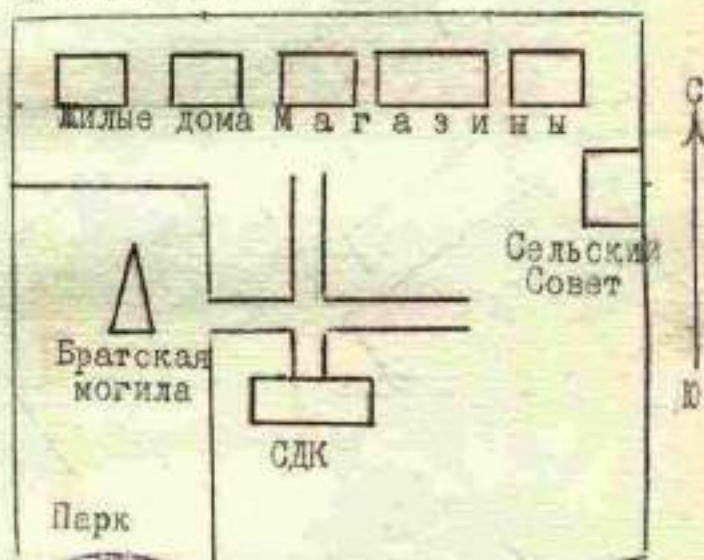 Жилые дома Магазины
С
Сельский
Совет
Братская
могила
Ю
СДК
Парк